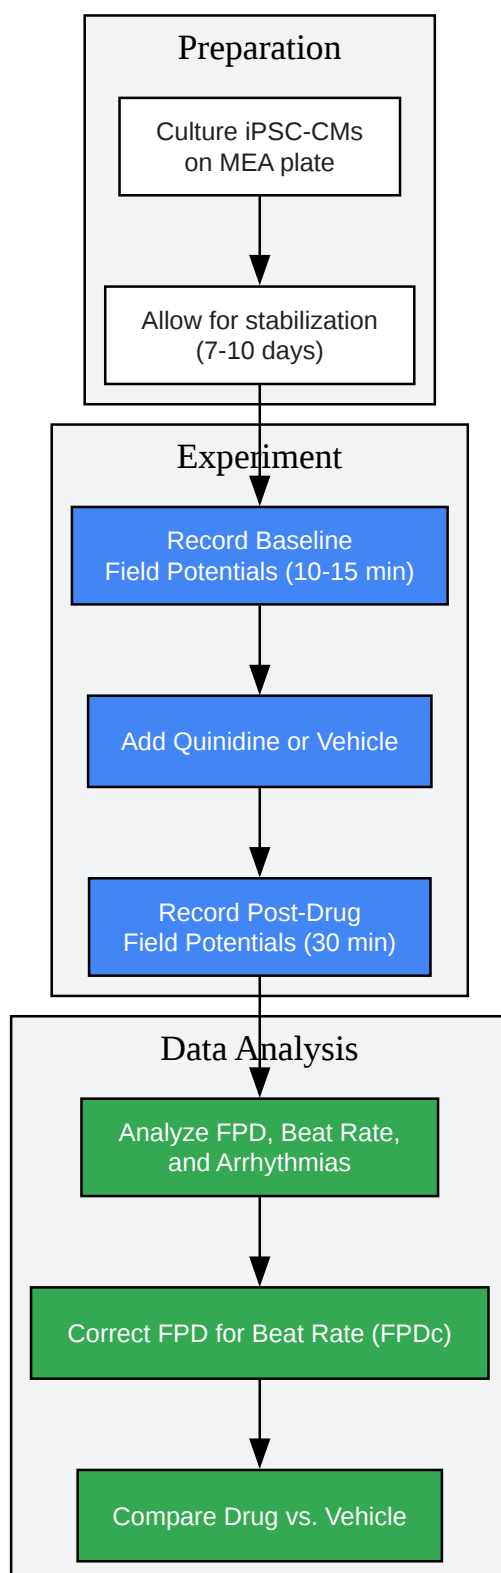 Preparation
Culture iPSC-CMs
on MEA plate
Allow for stabilization
(7-10 days)
Experiment
Record Baseline
Field Potentials (10-15 min)
Add Quinidine or Vehicle
Record Post-Drug
Field Potentials (30 min)
Data Analysis
Analyze FPD, Beat Rate,
and Arrhythmias
Correct FPD for Beat Rate (FPDc)
Compare Drug vs. Vehicle